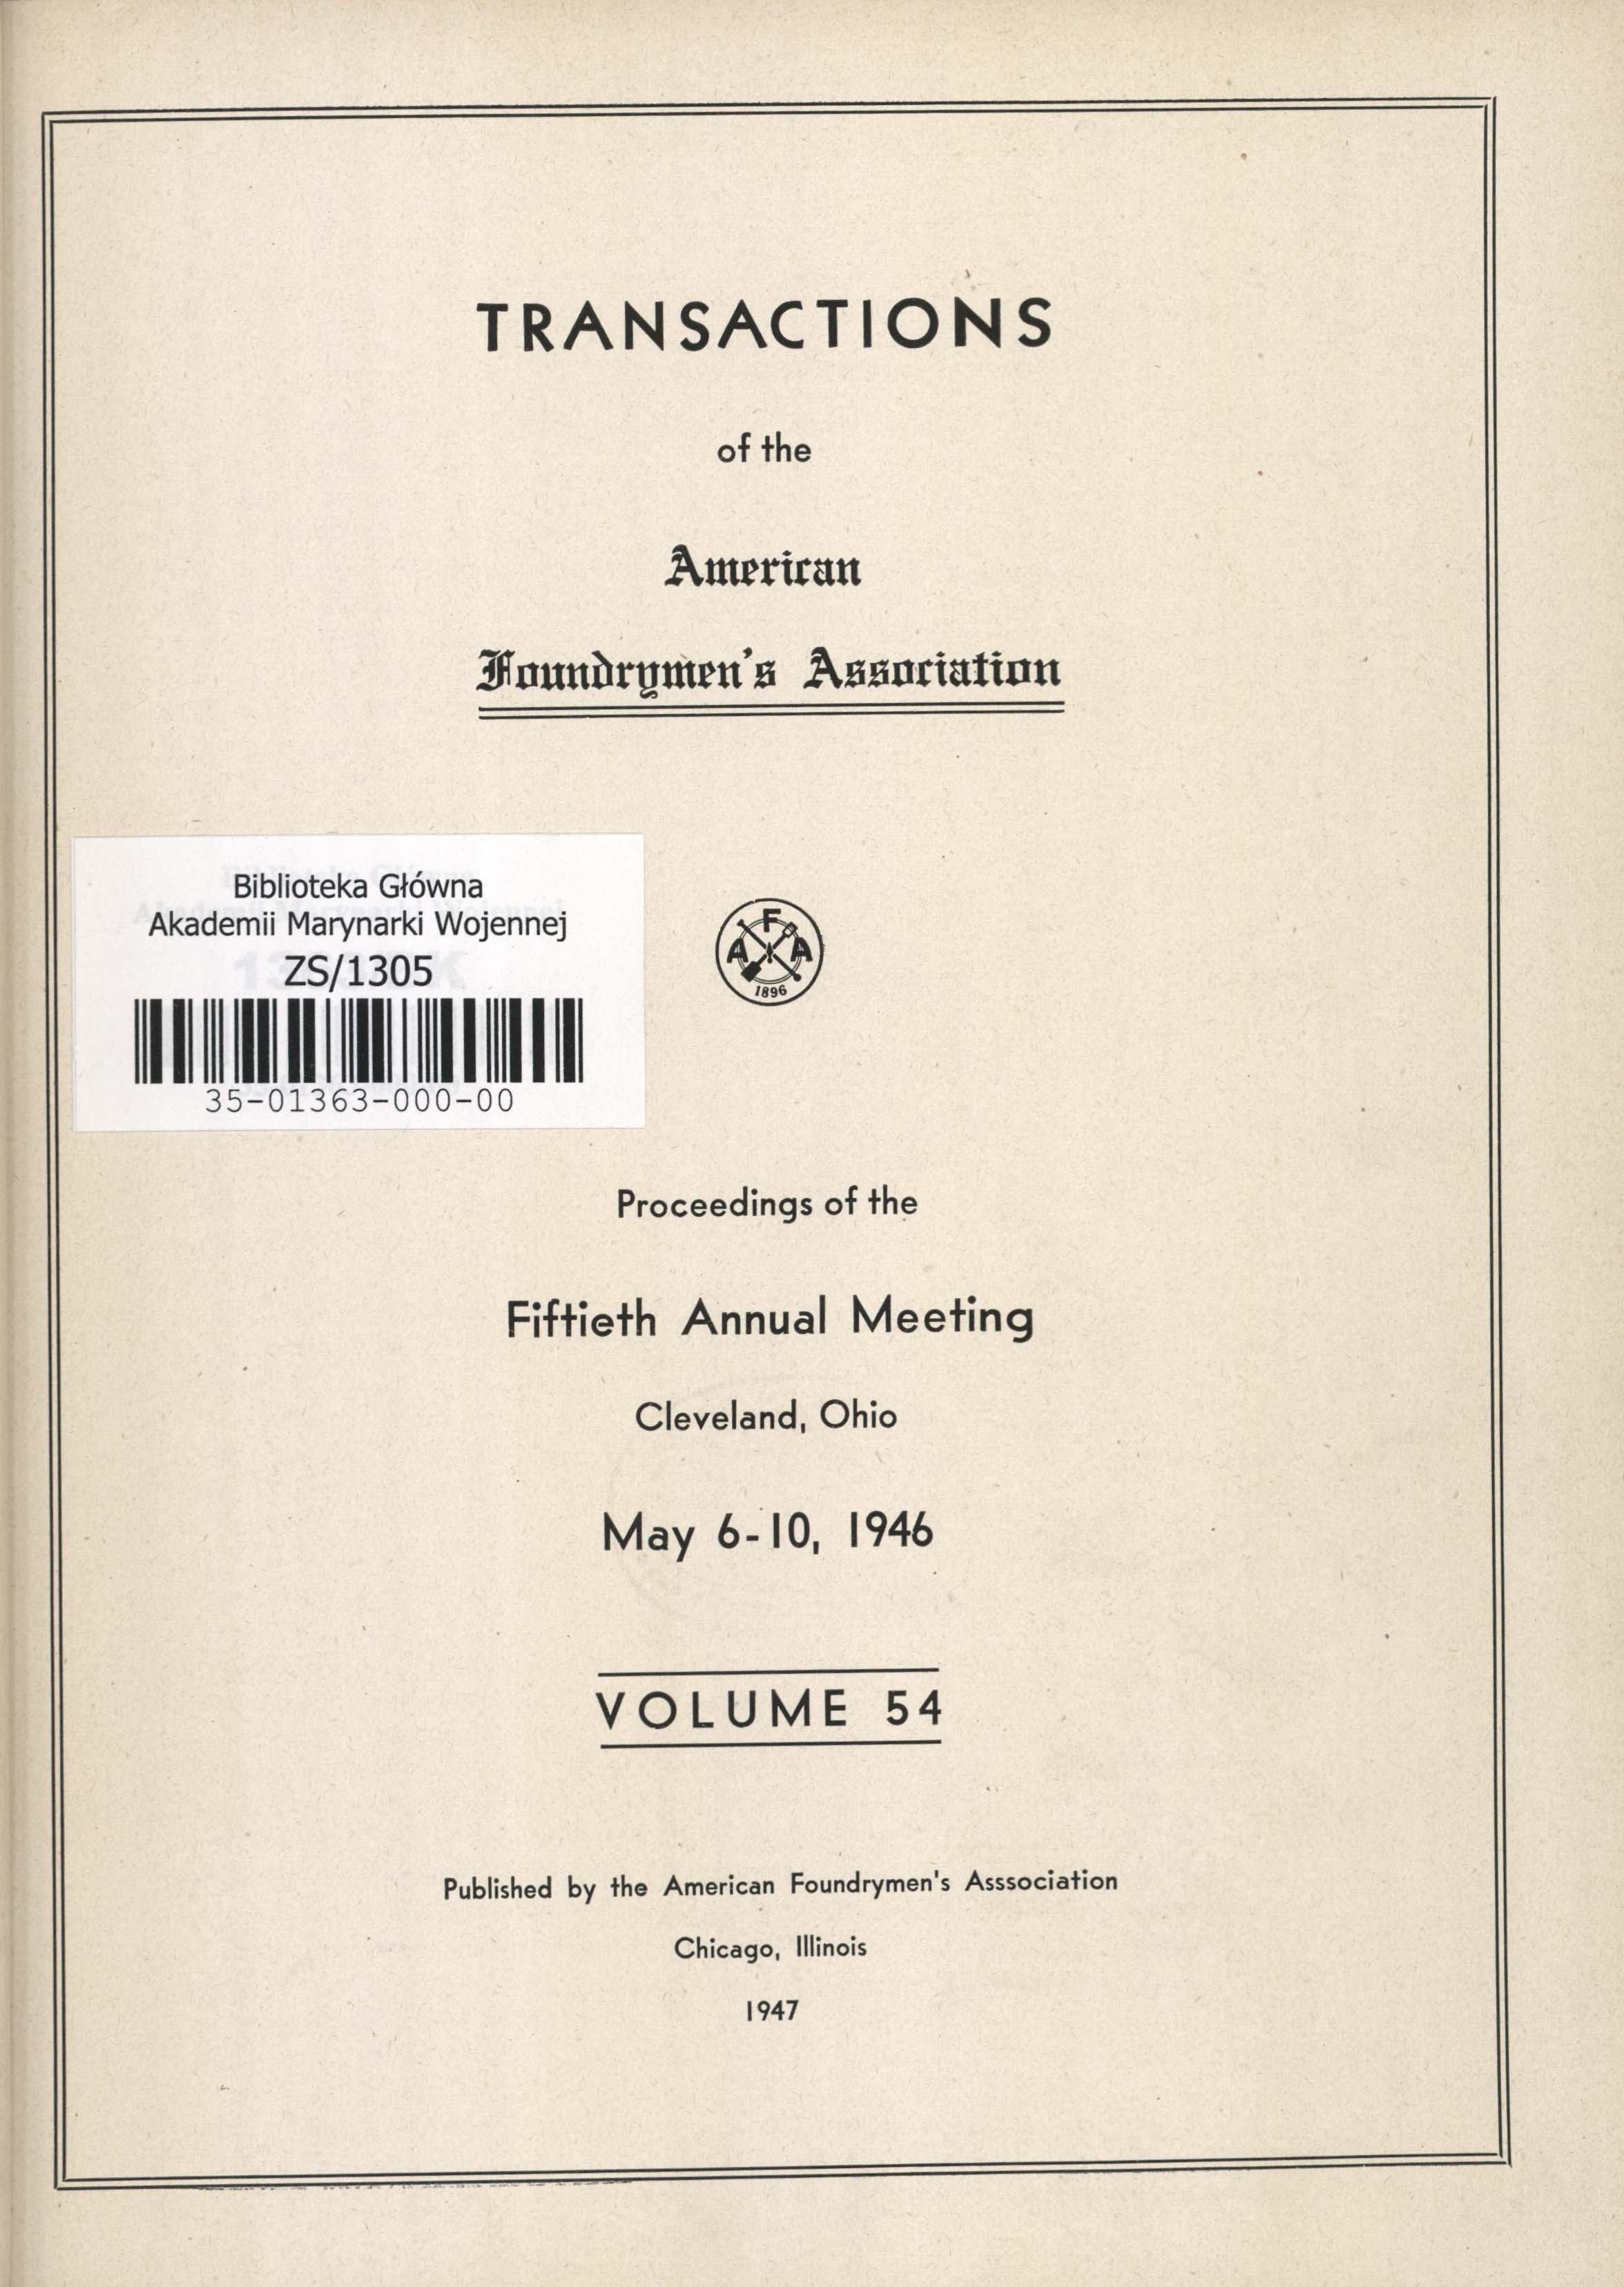 TRANSACTIONS
of the
American
Foundrymen's Association
Biblioteka Główna
Akademii Marynarki Wojennej
ZS/1305
35-01363-000-00
F
A A
1896
Proceedings of the
Fiftieth Annual Meeting
Cleveland, Ohio
May 6-10, 1946
VOLUME 54
Published by the American Foundrymen's Asssociation
Chicago, Illinois
1947